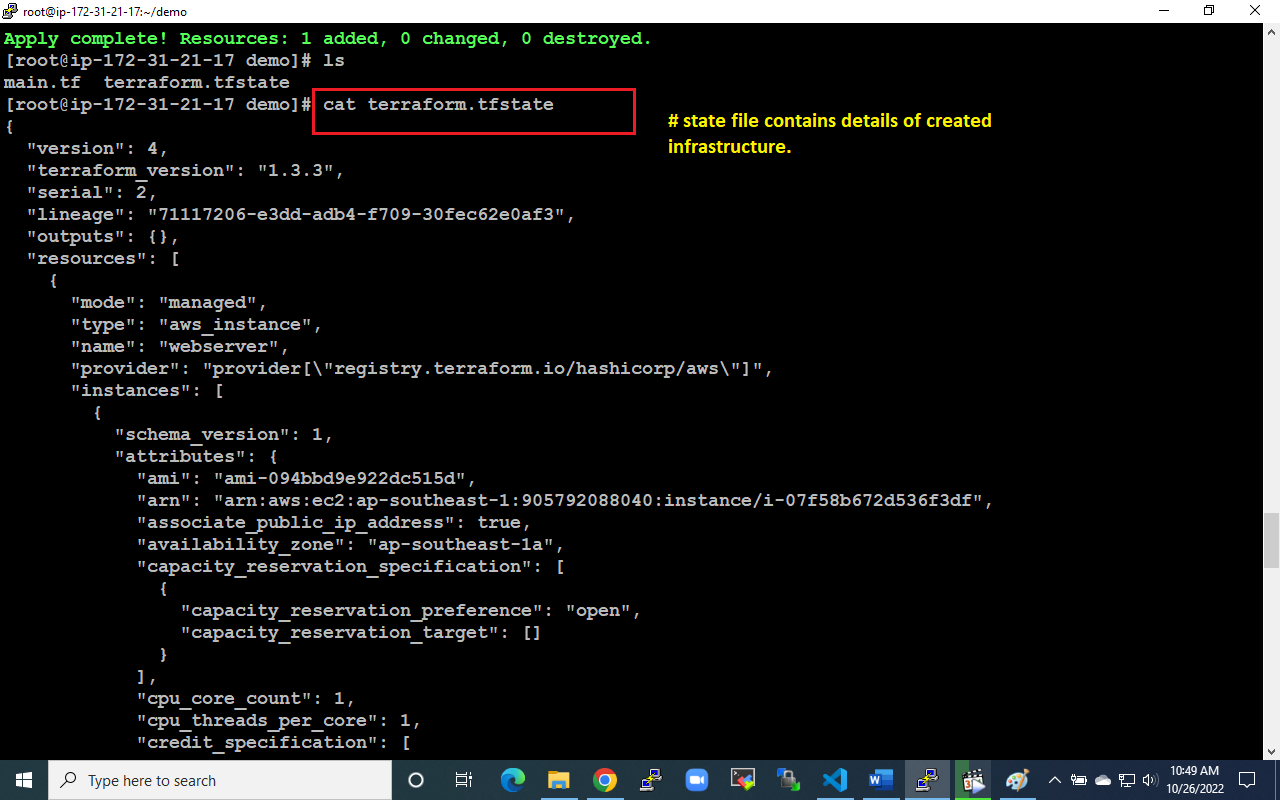 root@ip-172-31-21-17:~/demo
Apply complete! Resources: 1 added, 0 changed, 0 destroyed.
[root@ip-172-31-21-17 demo]# ls
main.tf  terraform.tfstate
[root@ip-172-31-21-17 demo]# cat terraform.tfstate
# state file contains details of created
infrastructure.
{
  "version": 4,
  "terraform_version": "1.3.3",
  "serial": 2,
  "lineage": "71117206-e3dd-adb4-f709-30fec62e0af3",
  "outputs": {},
  "resources": [
    {
      "mode": "managed",
      "type": "aws_instance",
      "name": "webserver",
      "provider": "provider[\"registry.terraform.io/hashicorp/aws\"]",
      "instances": [
        {
          "schema_version": 1,
          "attributes": {
            "ami": "ami-094bbd9e922dc515d",
            "arn": "arn:aws:ec2:ap-southeast-1:905792088040:instance/i-07f58b672d536f3df",
            "associate_public_ip_address": true,
            "availability_zone": "ap-southeast-1a",
            "capacity_reservation_specification": [
              {
                "capacity_reservation_preference": "open",
                "capacity_reservation_target": []
              }
            ],
            "cpu_core_count": 1,
            "cpu_threads_per_core": 1,
            "credit_specification": [
Type here to search
10:49 AM
10/26/2022